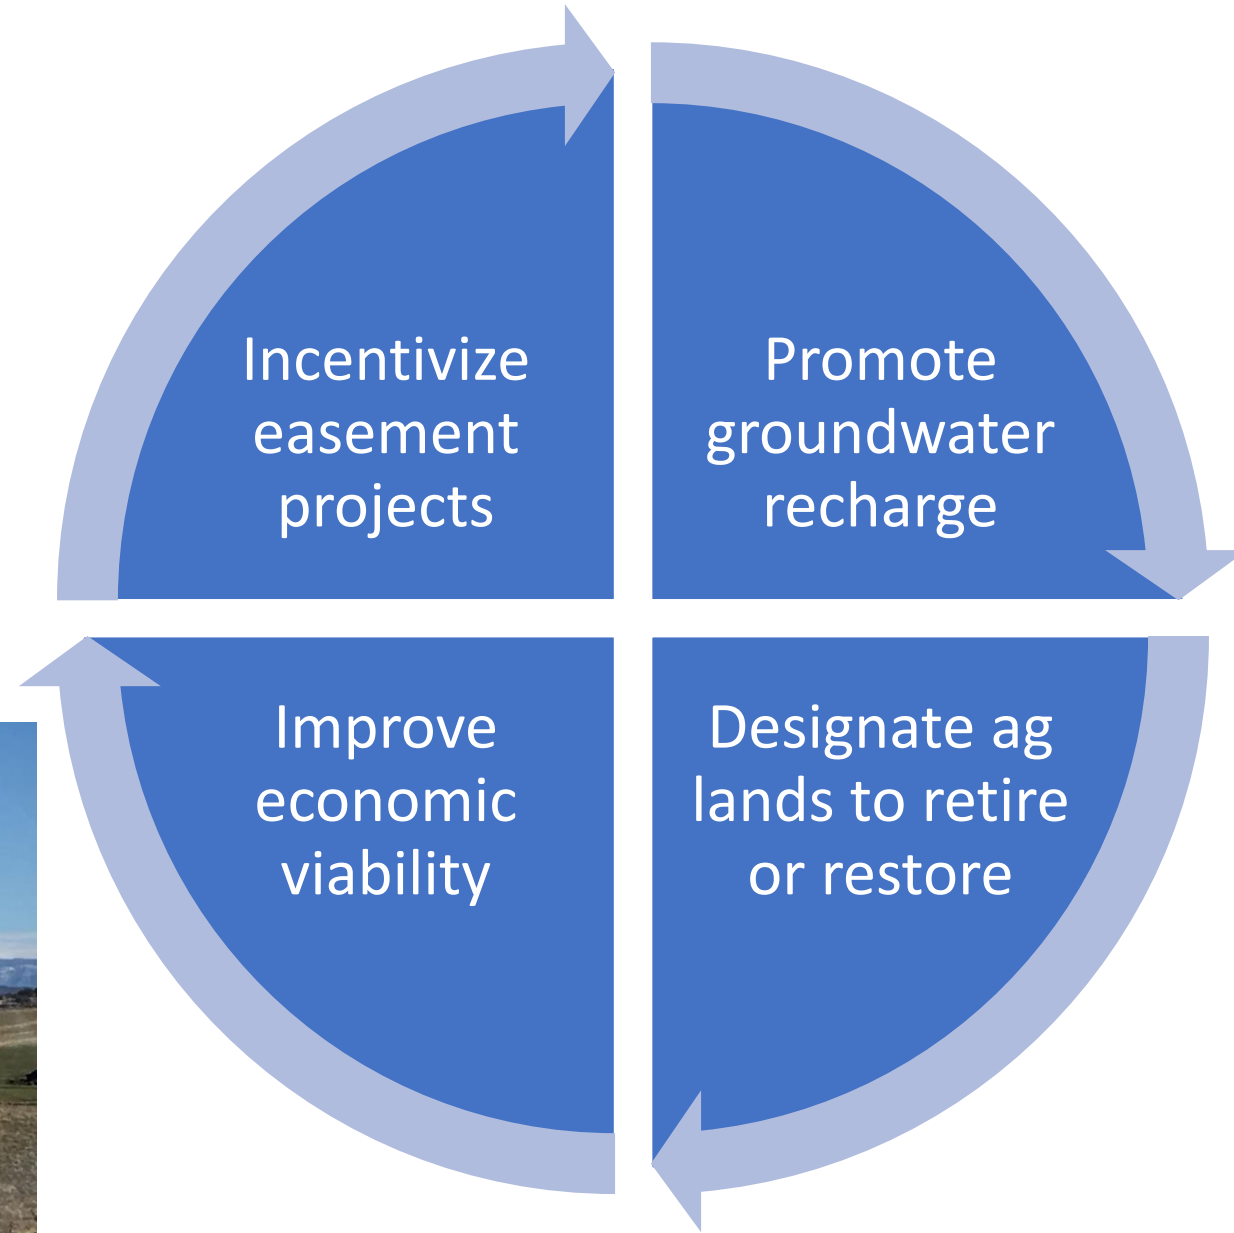 Incentivize
easement
projects
Promote
groundwater
recharge
Improve
economic
viability
Designate ag
lands to retire
or restore